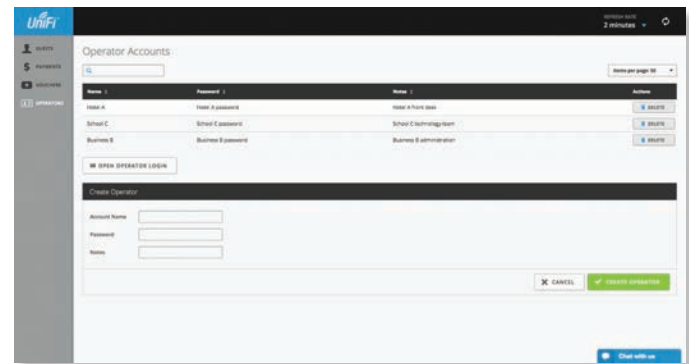 UniFi
REFRESH RATE
2 minutes
GUESTS
PAYMENTS
VOUCHERS
OPERATORS
Operator Accounts
Items per page: 50
Name Password Notes Actions
Hotel A Hotel A password Hotel A front desk DELETE
School C School C password School C technology team DELETE
Business B Business B password Business B administration DELETE
OPEN OPERATOR LOGIN
Create Operator
Account Name
Password
Notes
CANCEL CREATE OPERATOR
Chat with us